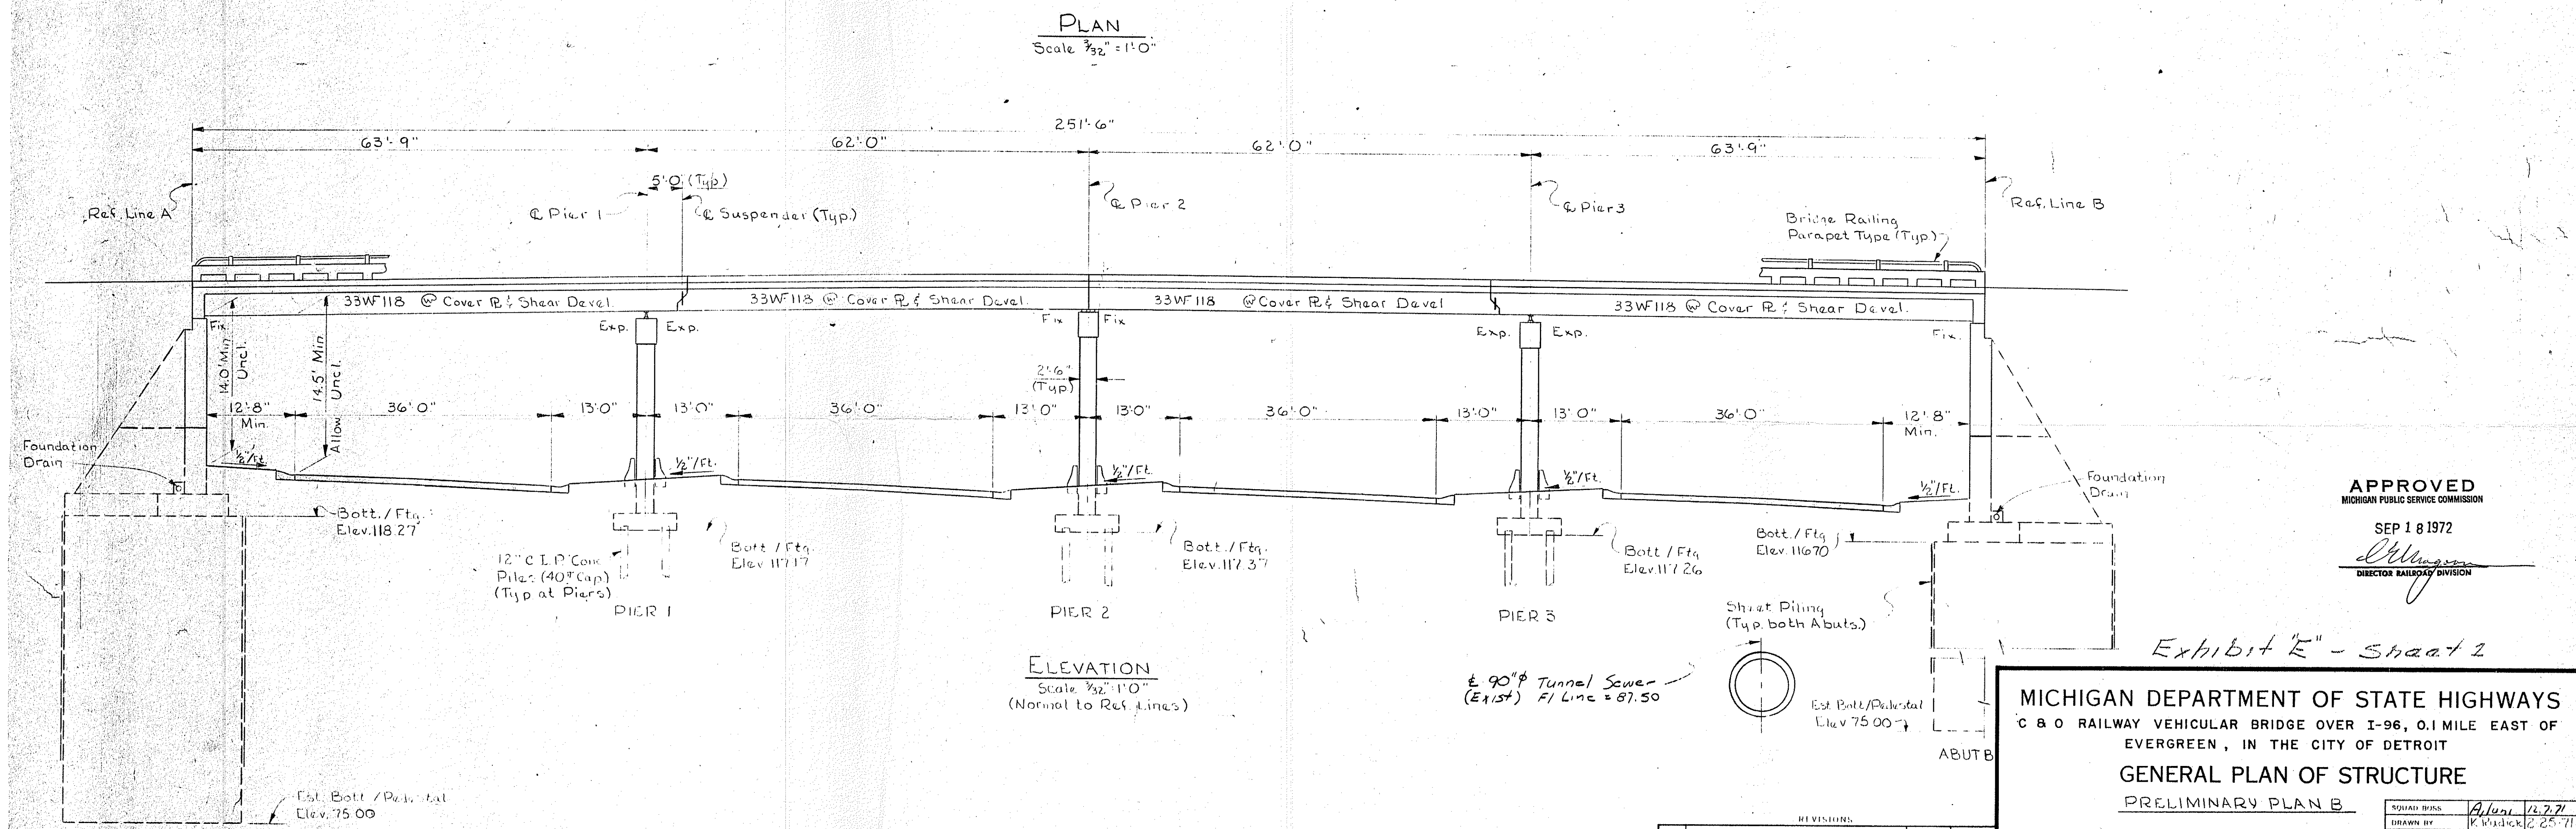 PLAN
Scale 3/32" = 1'-0"
251'-6"
63'-9"
62'-0"
62'-0"
63'-9"
5'-0" (Typ)
Ref. Line A
℄ Pier 1
℄ Suspender (Typ.)
℄ Pier 2
℄ Pier 3
Ref. Line B
Bridge Railing
Parapet Type (Typ.)
33WF118 @ Cover PL & Shear Devel.
33WF118 @ Cover PL & Shear Devel.
33WF118 @ Cover PL & Shear Devel
33WF118 @ Cover PL & Shear Devel.
Fix.
Exp.
Exp.
Fix
Fix
Exp.
Exp.
Fix.
14.0' Min.
Uncl.
14.5' Min.
Allow Uncl.
2'-6"
(Typ)
12'-8"
Min.
36'-0"
13'-0"
13'-0"
36'-0"
13'-0"
13'-0"
36'-0"
13'-0"
13'-0"
36'-0"
12'-8"
Min.
Foundation
Drain
1/2"/Ft.
1/2"/Ft.
1/2"/Ft.
1/2"/Ft.
1/2"/Ft.
Foundation
Drain
Bott./Ftg.
Elev. 118.27
12" C.I.P. Conc
Piles (40T Cap)
(Typ at Piers)
Bott / Ftg.
Elev 117.17
Bott./Ftg.
Elev. 117.37
Bott / Ftg
Elev. 117.26
Bott./Ftg
Elev. 116.70
PIER 1
PIER 2
PIER 3
Sheet Piling
(Typ. both Abuts.)
APPROVED
MICHIGAN PUBLIC SERVICE COMMISSION
SEP 18 1972
DIRECTOR RAILROAD DIVISION
Exhibit "E" - Sheet 2
ELEVATION
Scale 3/32" = 1'-0"
(Normal to Ref. Lines)
℄ 90"φ Tunnel Sewer
(Exist) Fl Line = 87.50
Est. Bott/Pedestal
Elev 75.00
ABUT B
Est. Bott / Pedestal
Elev. 75.00
MICHIGAN DEPARTMENT OF STATE HIGHWAYS
C & O RAILWAY VEHICULAR BRIDGE OVER I-96, 0.1 MILE EAST OF
EVERGREEN, IN THE CITY OF DETROIT
GENERAL PLAN OF STRUCTURE
PRELIMINARY PLAN B
REVISIONS
SQUAD BOSS 12.7.71
DRAWN BY 2-25-71